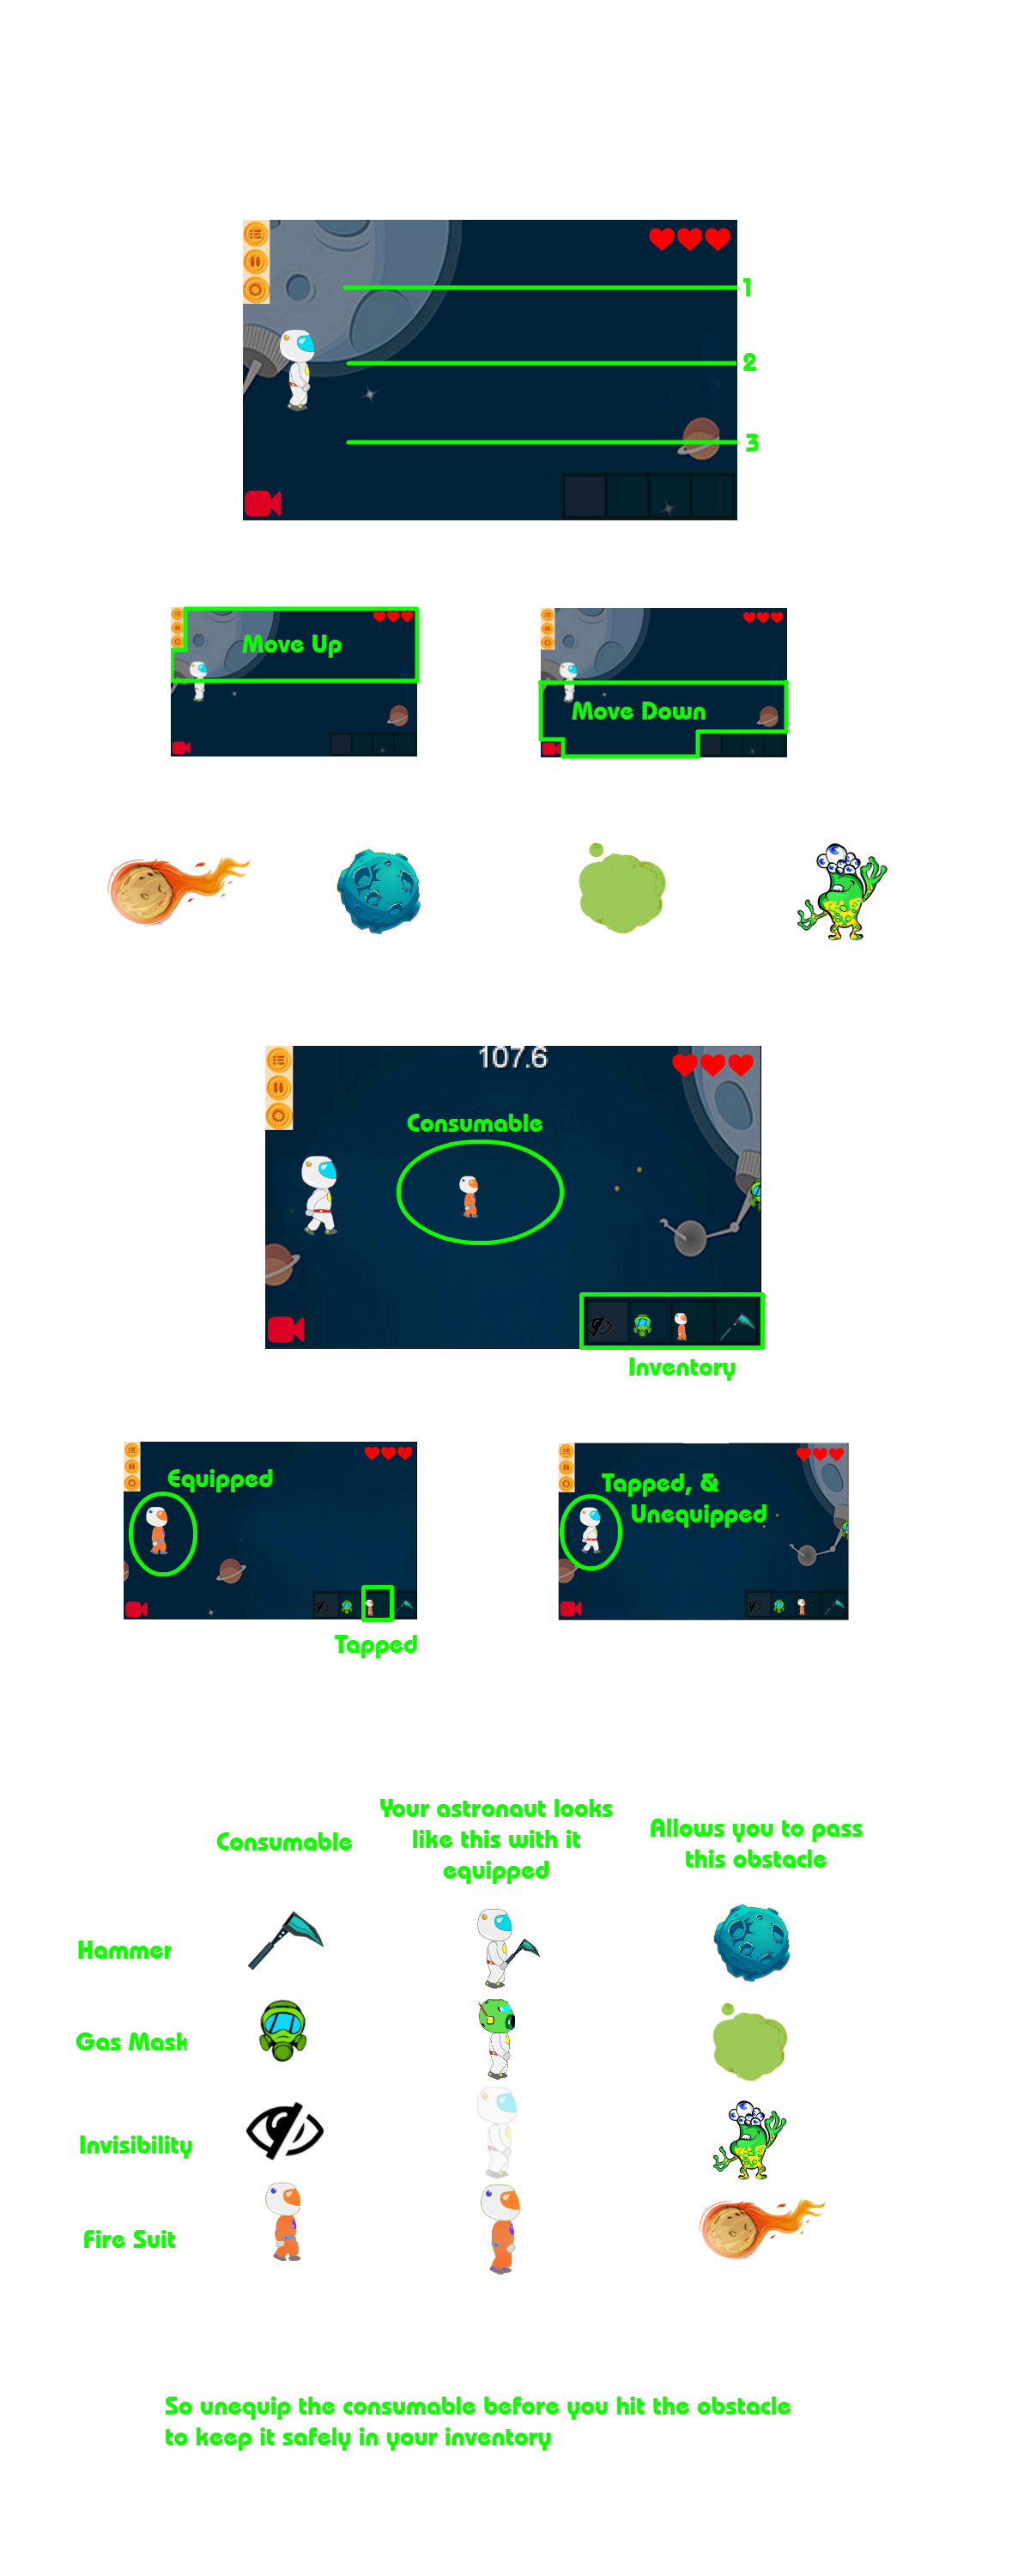 1
2
3
Move Up
Move Down
107.6
Consumable
Inventory
Equipped
Tapped
Tapped, &
Unequipped
Consumable
Your astronaut looks
like this with it
equipped
Allows you to pass
this obstacle
Hammer
Gas Mask
Invisibility
Fire Suit
So unequip the consumable before you hit the obstacle
to keep it safely in your inventory